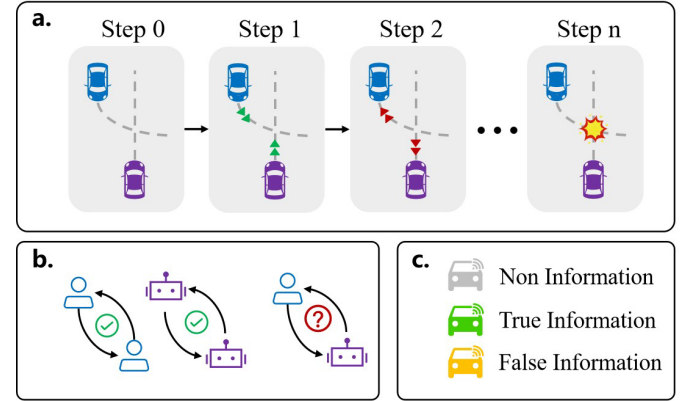 a.
Step 0
Step 1
Step 2
Step n
b.
?
c.
Non Information
True Information
False Information